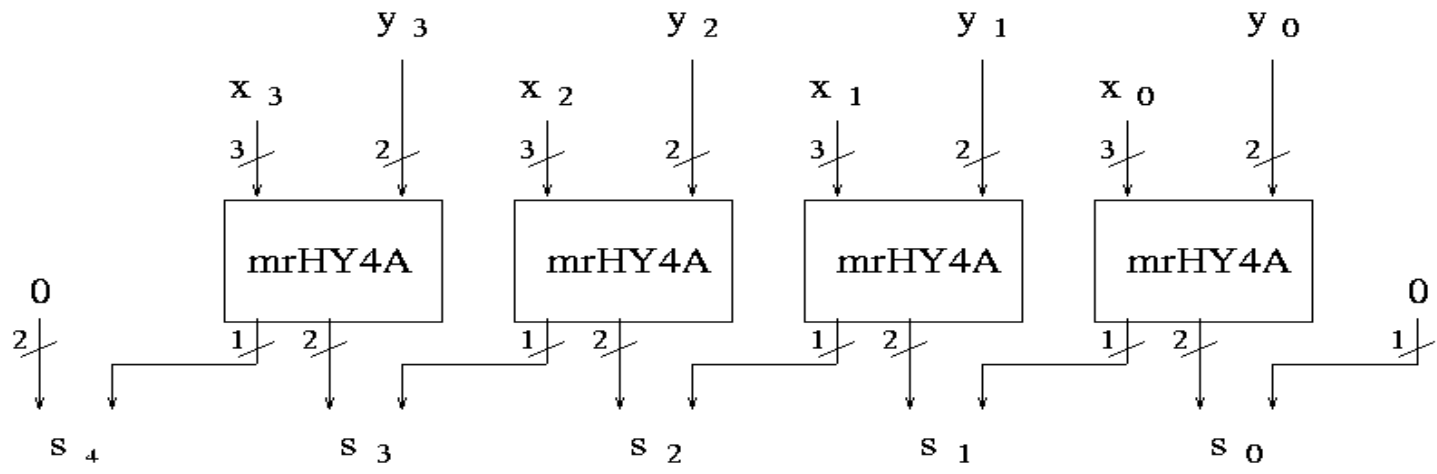 y 3 y 2 y 1 y 0
x 3 x 2 x 1 x 0
3 2 3 2 3 2 3 2
mrHY4A mrHY4A mrHY4A mrHY4A
0 0
2 1 2 1 2 1 2 1 2 1
s 4 s 3 s 2 s 1 s 0